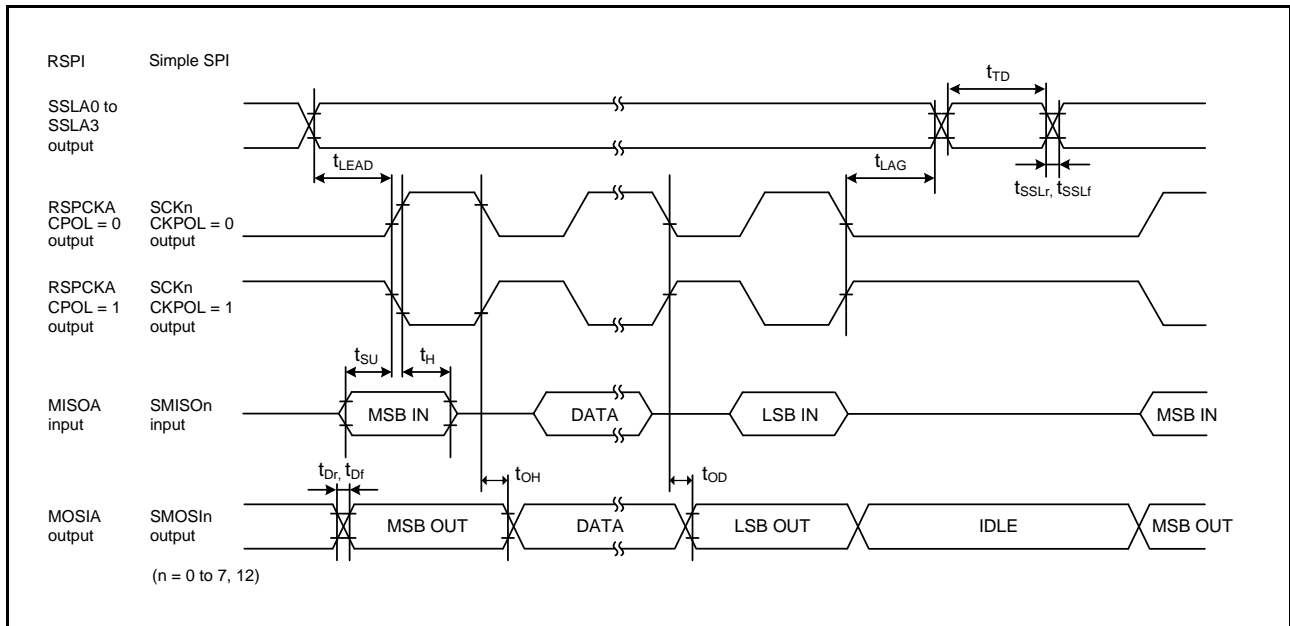 RSPI Simple SPI
SSLA0 to
SSLA3
output
tTD
tLEAD
tLAG
tSSLr, tSSLf
RSPCKA SCKn
CPOL = 0 CKPOL = 0
output output
RSPCKA SCKn
CPOL = 1 CKPOL = 1
output output
tSU tH
MISOA SMISOn
input input
MSB IN DATA LSB IN MSB IN
tDr, tDf
tOH tOD
MOSIA SMOSIn
output output
MSB OUT DATA LSB OUT IDLE MSB OUT
(n = 0 to 7, 12)